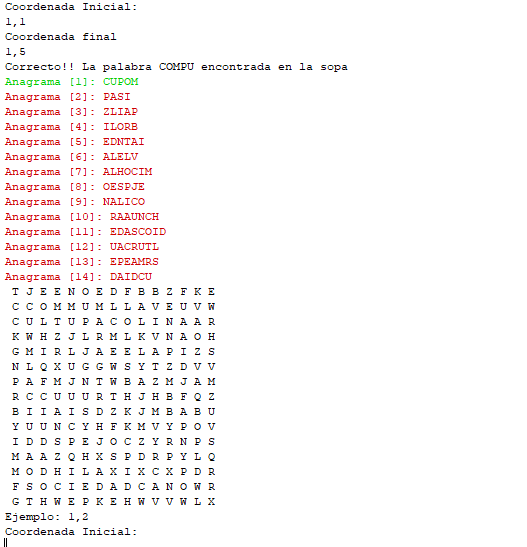 Coordenada Inicial:
1,1
Coordenada final
1,5
Correcto!! La palabra COMPU encontrada en la sopa
Anagrama [1]: CUPOM
Anagrama [2]: PASI
Anagrama [3]: ZLIAP
Anagrama [4]: ILORB
Anagrama [5]: EDNTAI
Anagrama [6]: ALELV
Anagrama [7]: ALHOCIM
Anagrama [8]: OESPJE
Anagrama [9]: NALICO
Anagrama [10]: RAAUNCH
Anagrama [11]: EDASCOID
Anagrama [12]: UACRUTL
Anagrama [13]: EPEAMRS
Anagrama [14]: DAIDCU
T J E E N O E D F B B Z F K E
C C O M M U M L L A V E U V W
C U L T U P A C O L I N A A R
K W H Z J L R M L K V N A O H
G M I R L J A E E L A P I Z S
N L Q X U G G W S Y T Z D V V
P A F M J N T W B A Z M J A M
R C C U U U R T H J H B F Q Z
B I I A I S D Z K J M B A B U
Y U U N C Y H F K M V Y P O V
I D D S P E J O C Z Y R N P S
M A A Z Q H X S P D R P Y L Q
M O D H I L A X I X C X P D R
F S O C I E D A D C A N O W R
G T H W E P K E H W V V W L X
Ejemplo: 1,2
Coordenada Inicial: